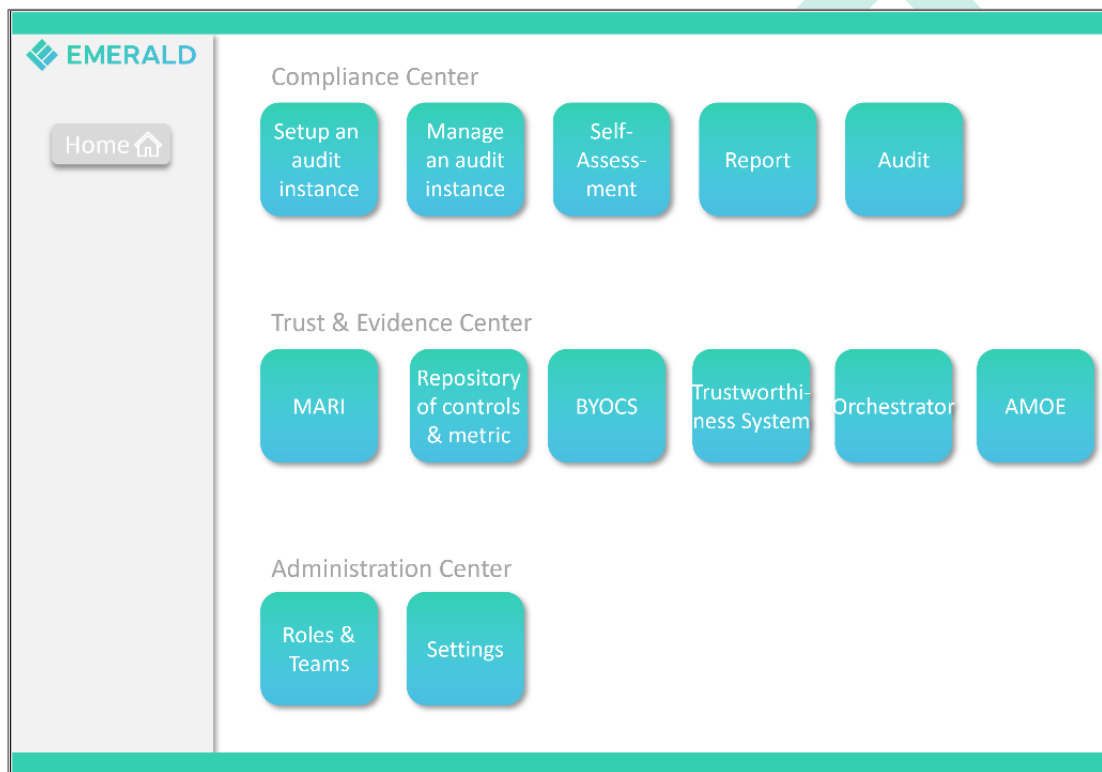 EMERALD
Home
Compliance Center
Setup an
audit
instance
Manage
an audit
instance
Self-
Assess-
ment
Report
Audit
Trust & Evidence Center
MARI
Repository
of controls
& metric
BYOCS
Trustworthi-
ness System
Orchestrator
AMOE
Administration Center
Roles &
Teams
Settings